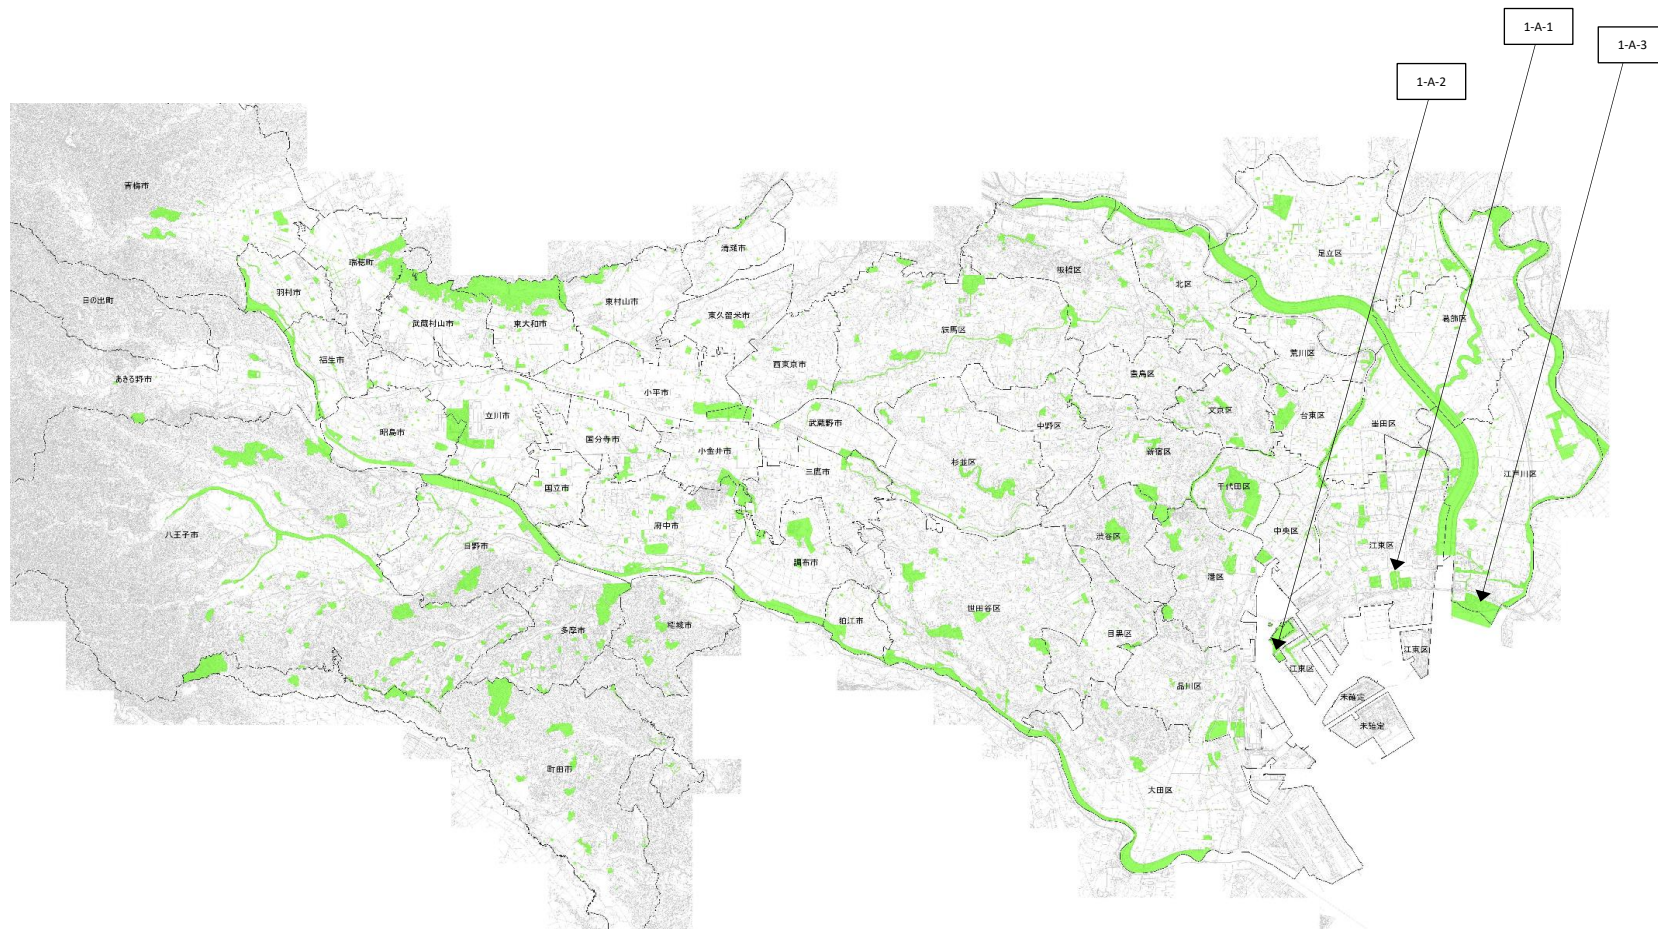 1-A-1
1-A-3
1-A-2
青梅市
清瀬市
足立区
瑞穂町
板橋区
北区
羽村市
日の出町
東村山市
武蔵村山市
東大和市
東久留米市
練馬区
葛飾区
福生市
西東京市
荒川区
豊島区
あきる野市
小平市
文京区
台東区
立川市
武蔵野市
中野区
墨田区
昭島市
国分寺市
小金井市
新宿区
杉並区
三鷹市
江戸川区
国立市
千代田区
府中市
八王子市
中央区
渋谷区
日野市
江東区
調布市
港区
世田谷区
狛江市
稲城市
多摩市
目黒区
江東区
江東区
品川区
未確定
未確定
町田市
大田区